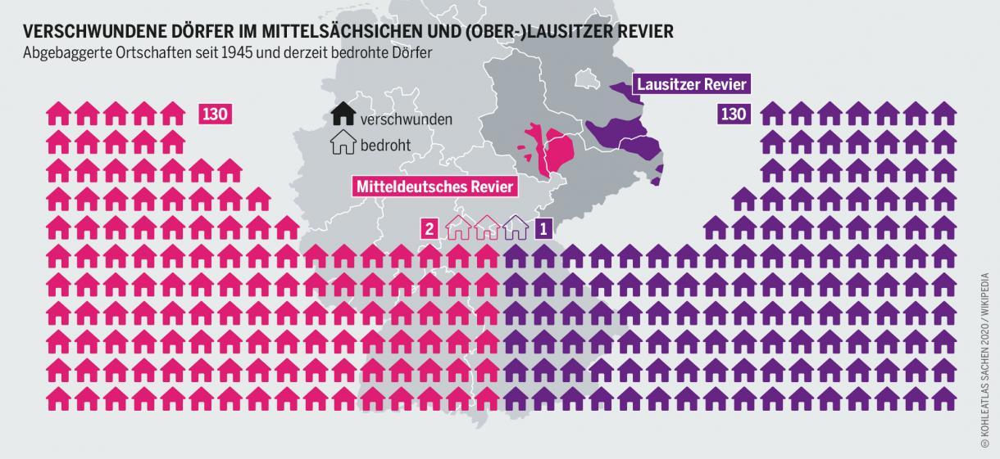 VERSCHWUNDENE DÖRFER IM MITTELSÄCHSICHEN UND (OBER-)LAUSITZER REVIER
Abgebaggerte Ortschaften seit 1945 und derzeit bedrohte Dörfer
Lausitzer Revier
130
verschwunden
130
bedroht
Mitteldeutsches Revier
2
1
© KOHLEATLAS SACHEN 2020 / WIKIPEDIA